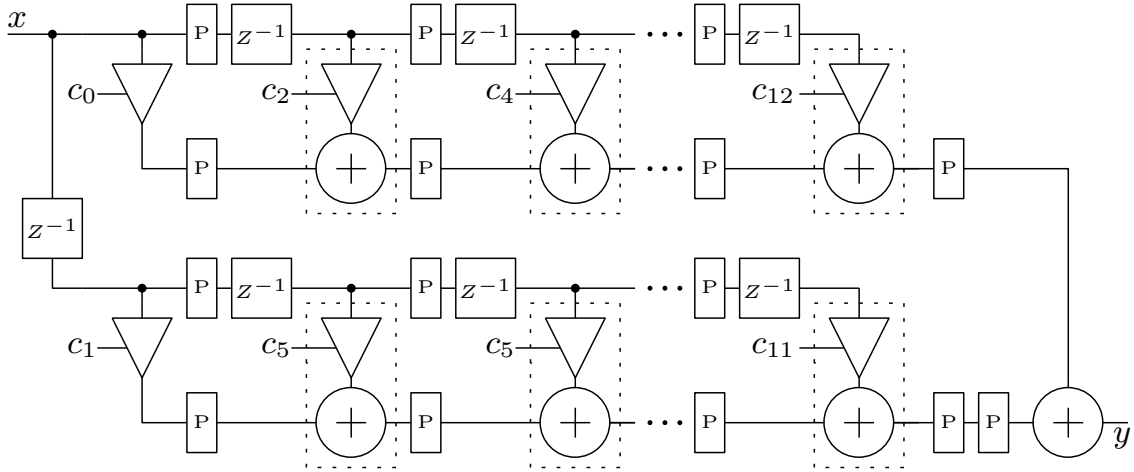 x P z⁻¹ P z⁻¹ ··· P z⁻¹
c₀ c₂ c₄ c₁₂
P + P + ··· P + P
z⁻¹
P z⁻¹ P z⁻¹ ··· P z⁻¹
c₁ c₅ c₅ c₁₁
P + P + ··· P + P P + y